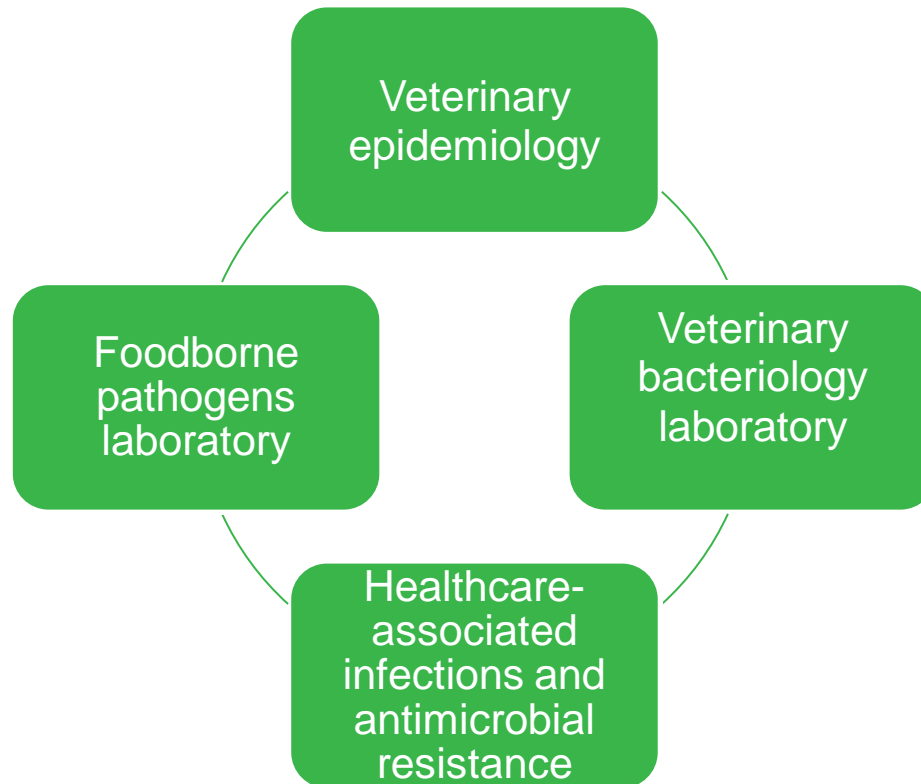 Veterinary
epidemiology
Foodborne
pathogens
laboratory
Veterinary
bacteriology
laboratory
Healthcare-
associated
infections and
antimicrobial
resistance